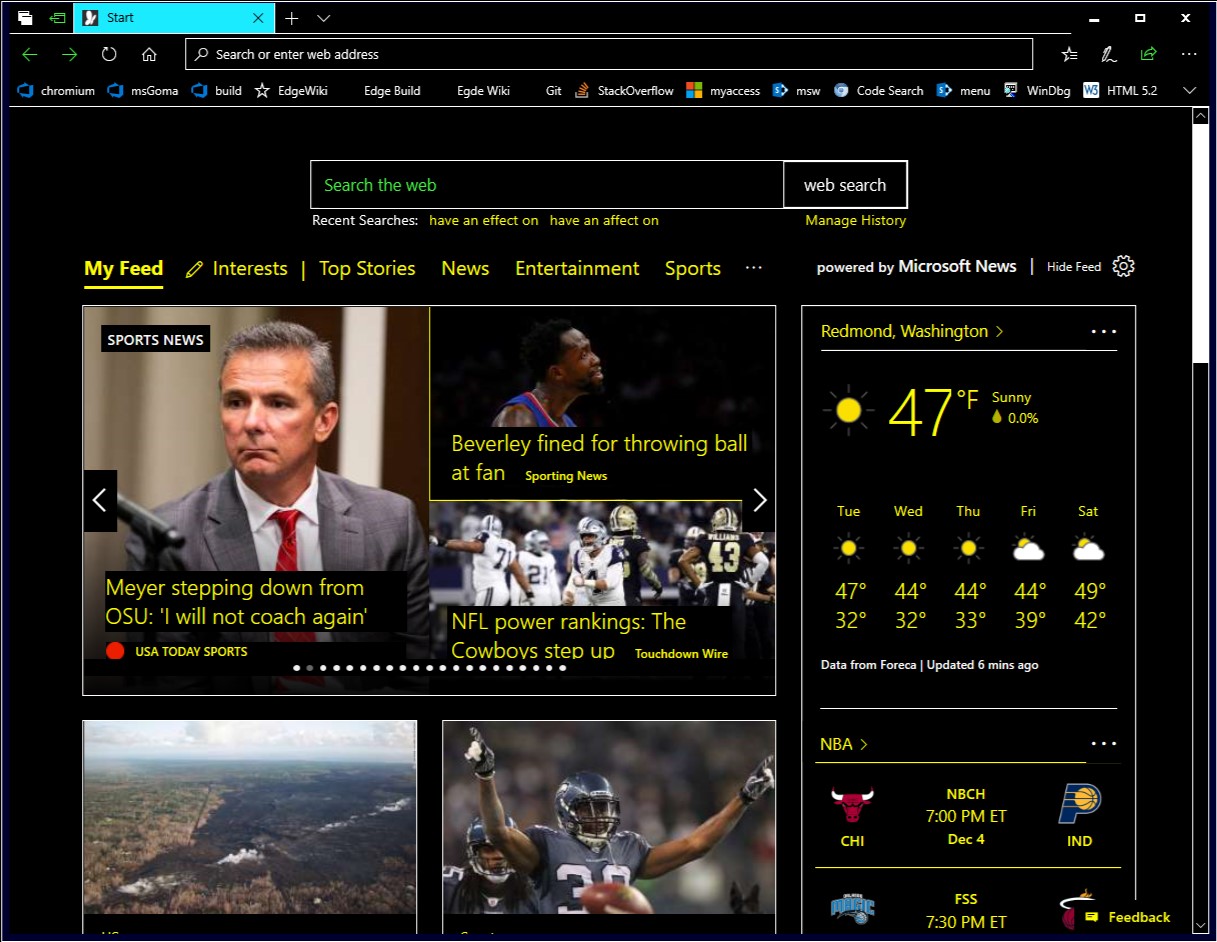 Start
Search or enter web address
chromium msGoma build EdgeWiki Edge Build Egde Wiki Git StackOverflow myaccess msw Code Search menu WinDbg W3 HTML 5.2
Search the web web search
Recent Searches: have an effect on have an affect on Manage History
My Feed Interests | Top Stories News Entertainment Sports ... powered by Microsoft News | Hide Feed
SPORTS NEWS
Meyer stepping down from
OSU: 'I will not coach again'
USA TODAY SPORTS
Beverley fined for throwing ball
at fan Sporting News
WILLIAMS
43
21
4
NFL power rankings: The
Cowboys step up Touchdown Wire
Redmond, Washington > ...
47°F Sunny
0.0%
Tue Wed Thu Fri Sat
47° 44° 44° 44° 49°
32° 32° 33° 39° 42°
Data from Foreca | Updated 6 mins ago
NBA > ...
NBCH
7:00 PM ET
Dec 4
CHI IND
MAGIC
FSS
7:30 PM ET
Feedback